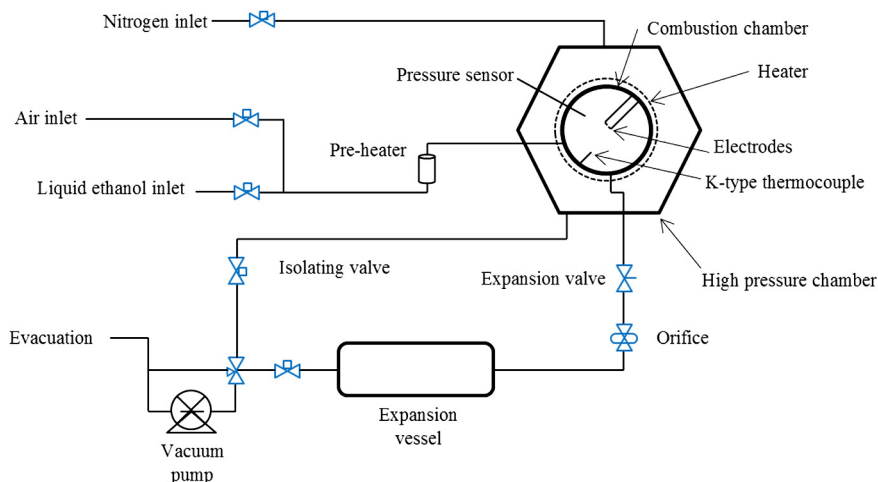 Nitrogen inlet
Combustion chamber
Pressure sensor
Heater
Air inlet
Pre-heater
Electrodes
Liquid ethanol inlet
K-type thermocouple
Isolating valve
Expansion valve
High pressure chamber
Evacuation
Orifice
Expansion
vessel
Vacuum
pump